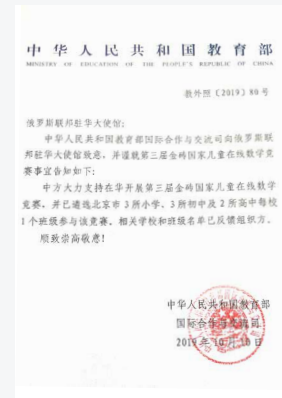 中华人民共和国教育部
MINISTRY OF EDUCATION OF THE PEOPLE'S REPUBLIC OF CHINA
教外照〔2019〕80号
俄罗斯联邦驻华大使馆：
中华人民共和国教育部国际合作与交流司向俄罗斯联
邦驻华大使馆致意，并谨就第三届金砖国家儿童在线数学竞
赛事宜告知如下：
中方大力支持在华开展第三届金砖国家儿童在线数学
竞赛，并已遴选北京市3所小学、3所初中及2所高中每校
1个班级参与该竞赛。相关学校和班级名单已反馈组织方。
顺致崇高敬意！
中华人民共和国教育部
国际合作与交流司
2019年10月10日